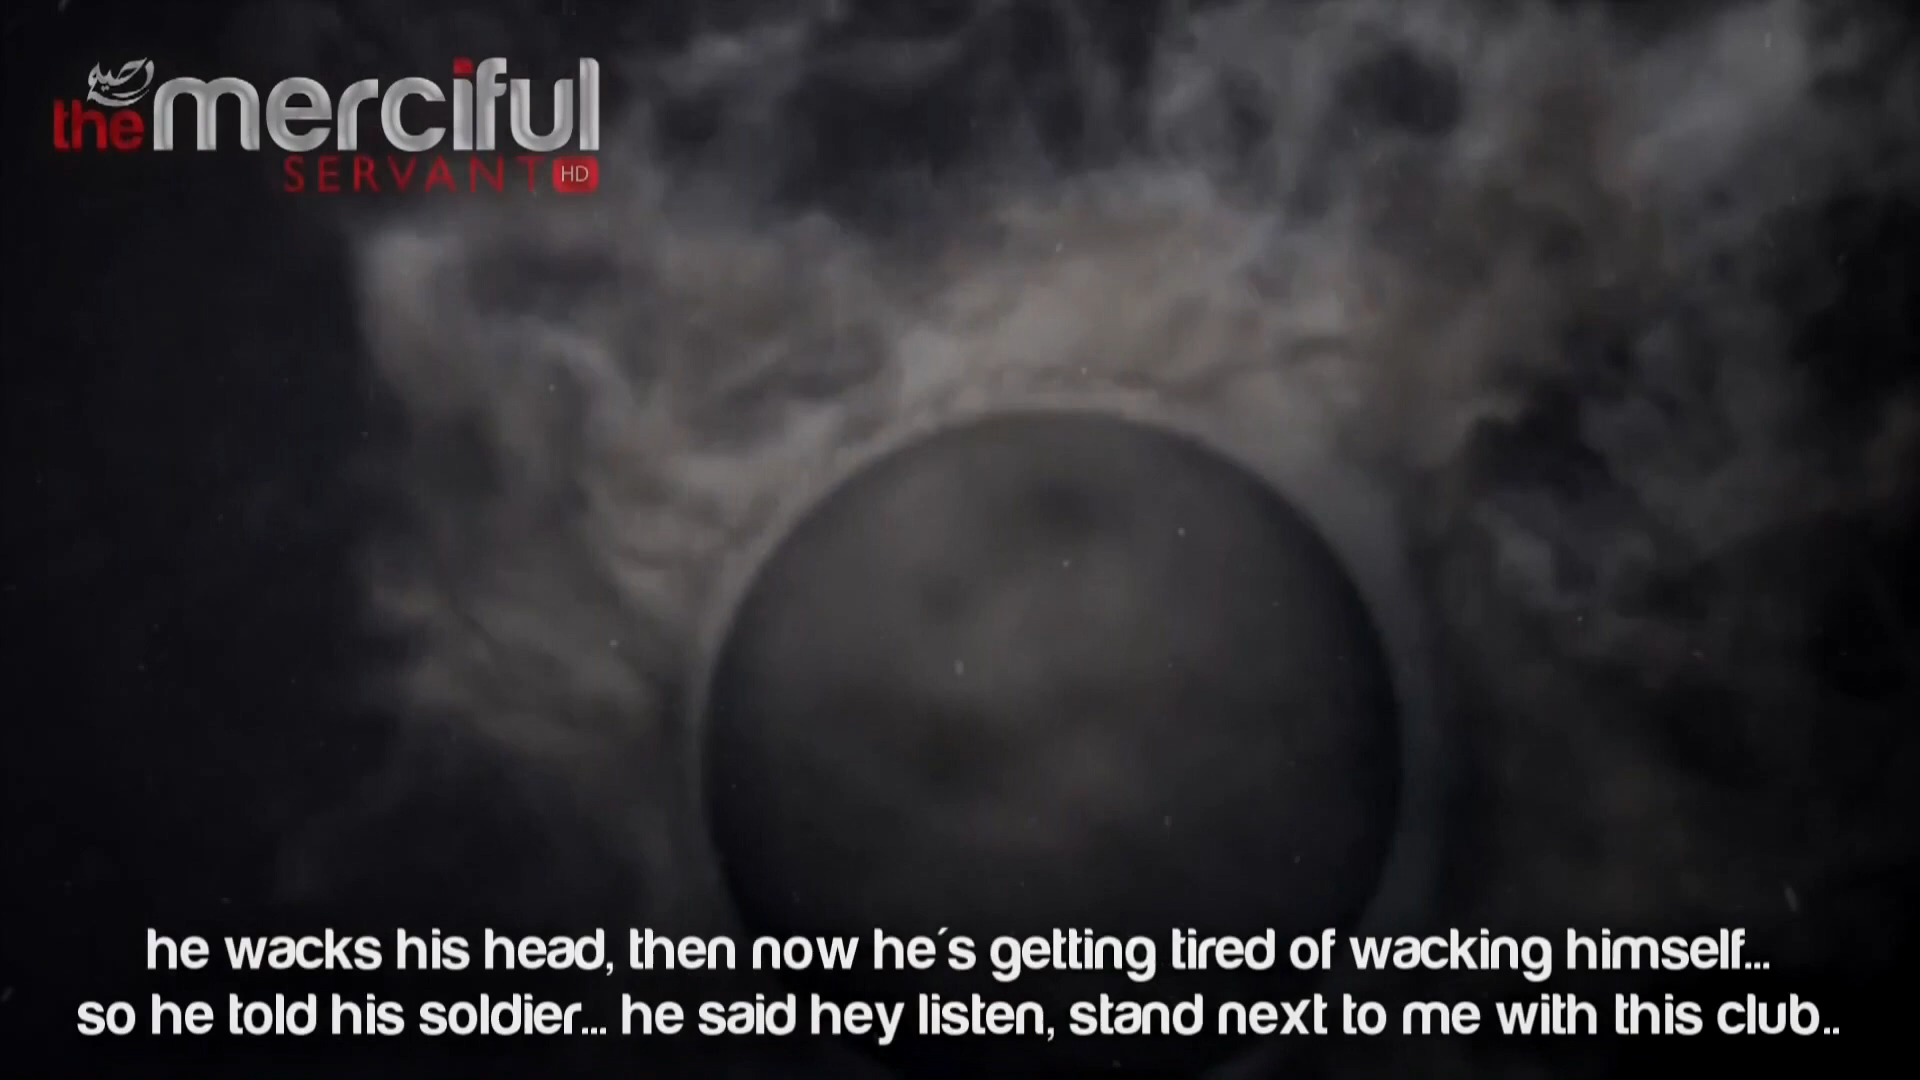 رحيم
the merciful
SERVANT HD
he wacks his head, then now he´s getting tired of wacking himself...
so he told his soldier... he said hey listen, stand next to me with this club..